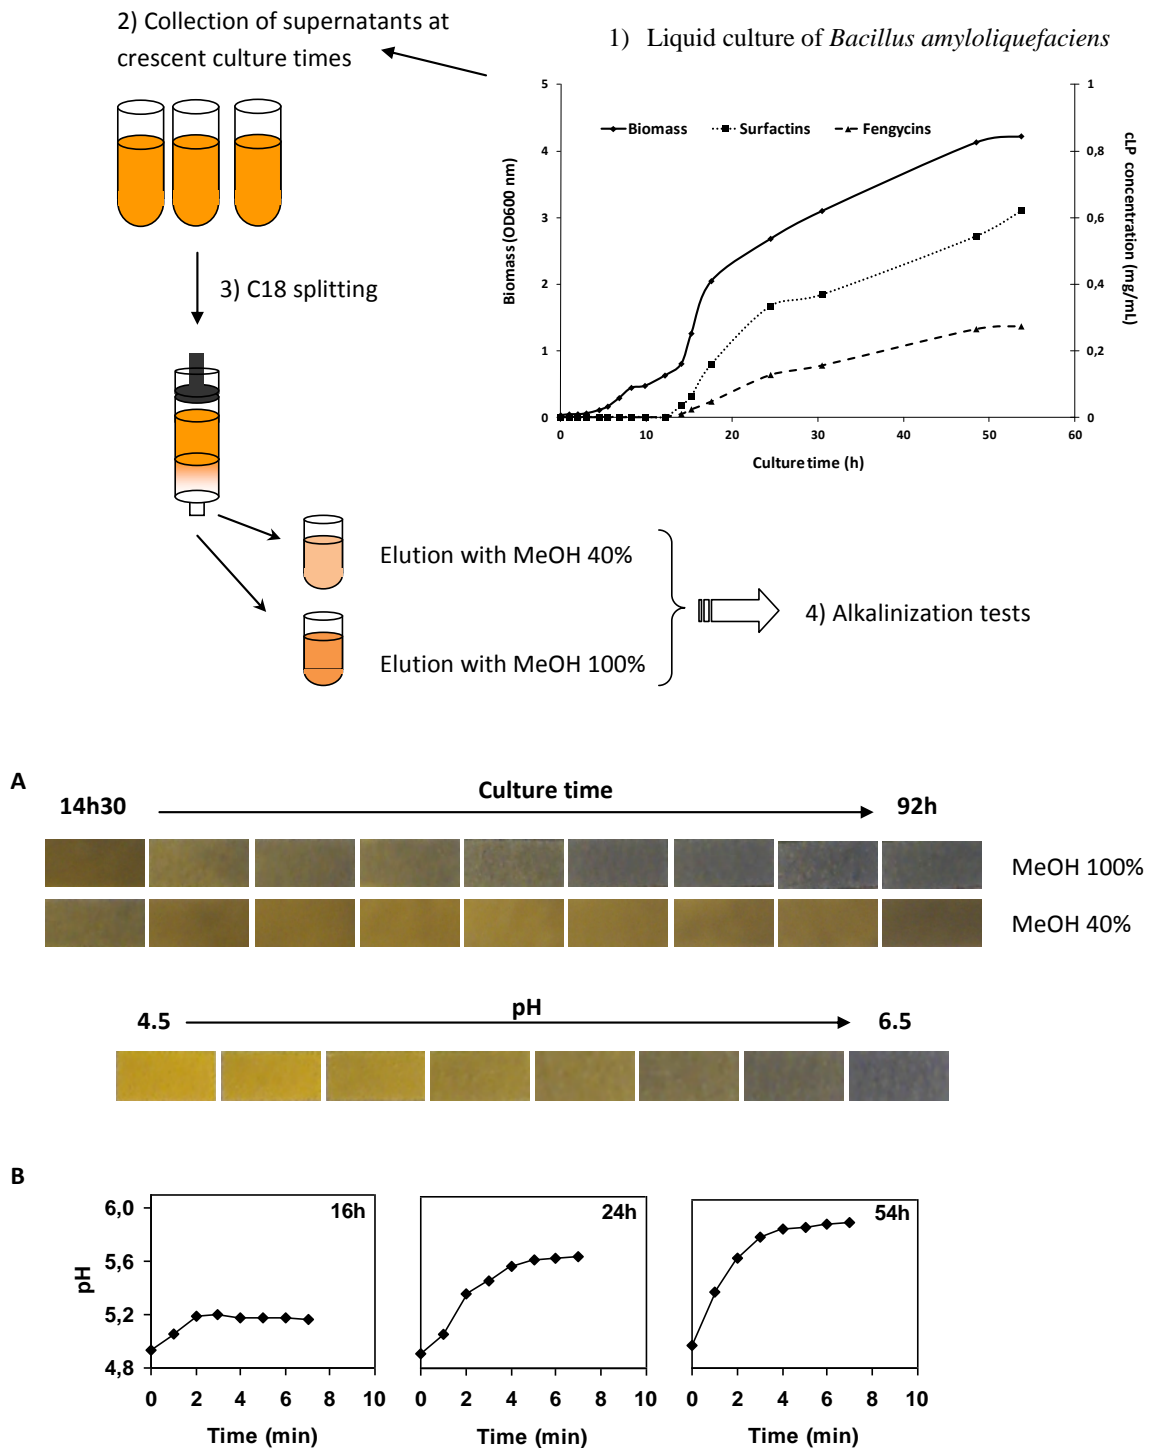 2) Collection of supernatants at
crescent culture times
1) Liquid culture of Bacillus amyloliquefaciens
5
4
3
2
1
0
Biomass (OD600 nm)
Biomass
Surfactins
Fengycins
1
0,8
0,6
0,4
0,2
0
cLP concentration (mg/mL)
0 10 20 30 40 50 60
Culture time (h)
3) C18 splitting
Elution with MeOH 40%
Elution with MeOH 100%
4) Alkalinization tests
A
14h30
Culture time
92h
MeOH 100%
MeOH 40%
4.5
pH
6.5
B
6,0
5,6
5,2
4,8
pH
16h
24h
54h
0 2 4 6 8 10
0 2 4 6 8 10
0 2 4 6 8 10
Time (min)
Time (min)
Time (min)